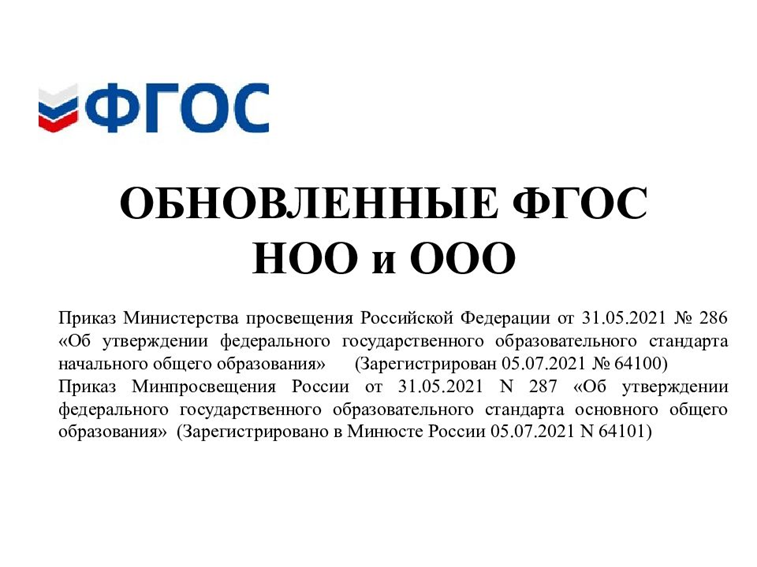 ФГОС
ОБНОВЛЕННЫЕ ФГОС
НОО и ООО
Приказ Министерства просвещения Российской Федерации от 31.05.2021 № 286
«Об утверждении федерального государственного образовательного стандарта
начального общего образования» (Зарегистрирован 05.07.2021 № 64100)
Приказ Минпросвещения России от 31.05.2021 N 287 «Об утверждении
федерального государственного образовательного стандарта основного общего
образования» (Зарегистрировано в Минюсте России 05.07.2021 N 64101)